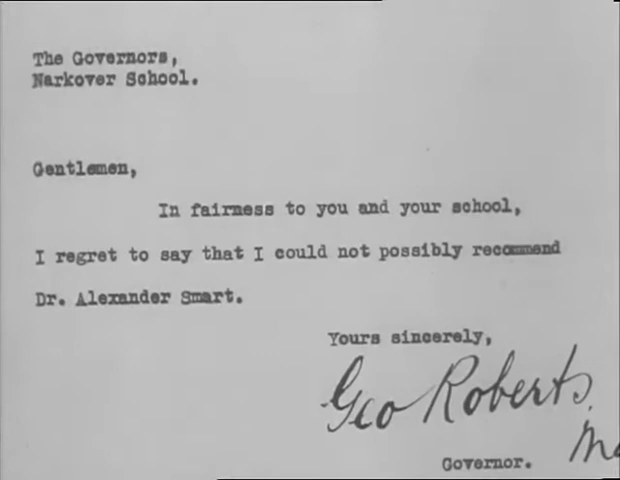 The Governors,
Narkover School.
Gentlemen,
In fairness to you and your school,
I regret to say that I could not possibly recommend
Dr. Alexander Smart.
Yours sincerely,
Geo Roberts.
Governor.